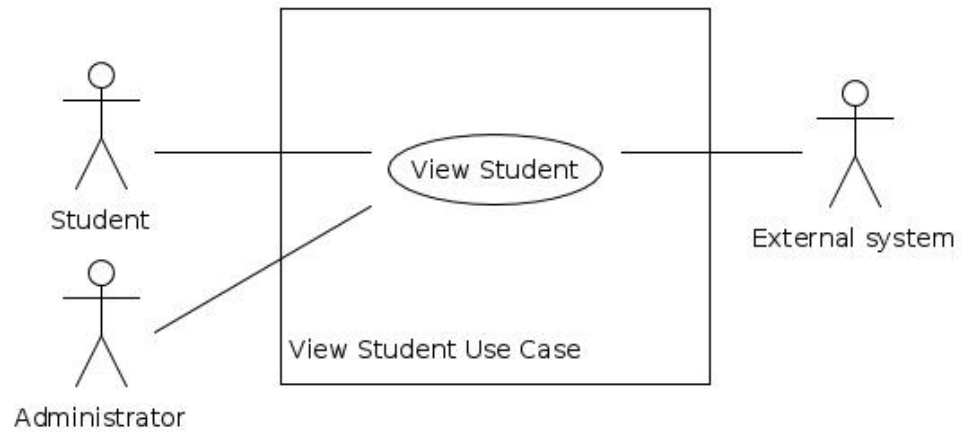 View Student
Student
External system
View Student Use Case
Administrator